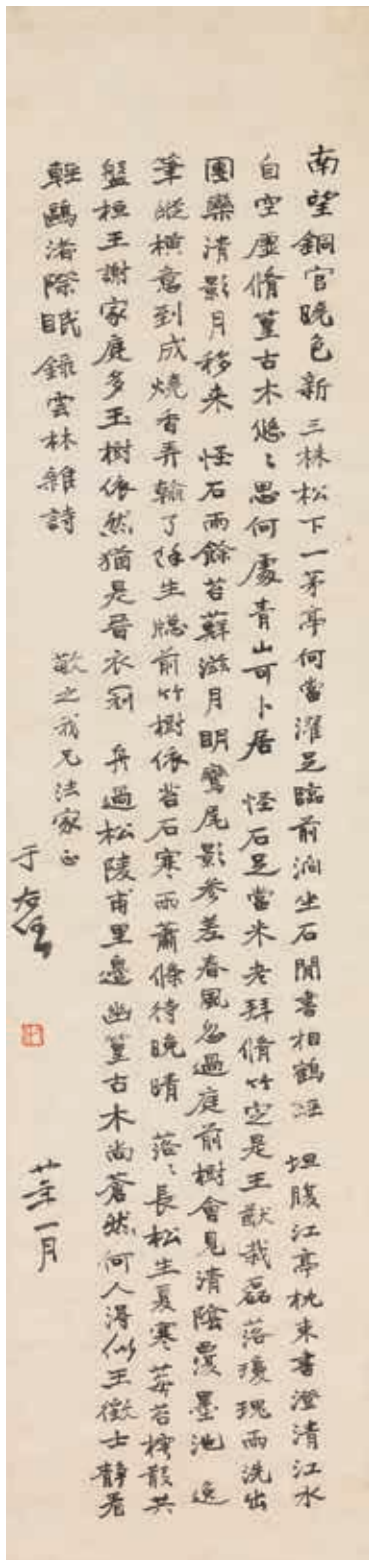 南望銅官晚色新三株松下一茅亭何當濯足臨前澗坐石閒書相鶴經 坦腹江亭枕束書澄清江水
自空虛脩篁古木悠〻思何處青山可卜居 怪石足當米老拜脩竹定是王猷栽磊落瓊瑰雨洗出
團欒清影月移來 怪石雨餘苔蘚滋月明鸞尾影參差春風忽過庭前樹會見清陰覆墨池 逸
筆縱橫意到成燒香弄翰了餘生牕前竹樹依苔石寒雨蕭條待晚晴 落〻長松生夏寒莓苔樗散共
盤桓王謝家庭多玉樹依然猶是晉衣冠 舟過松陵甫里邊幽篁古木尚蒼然何人得似王徵士靜看
輕鷗渚際眠 錄雲林雜詩
敬之我兄法家正
于右任
廿年一月